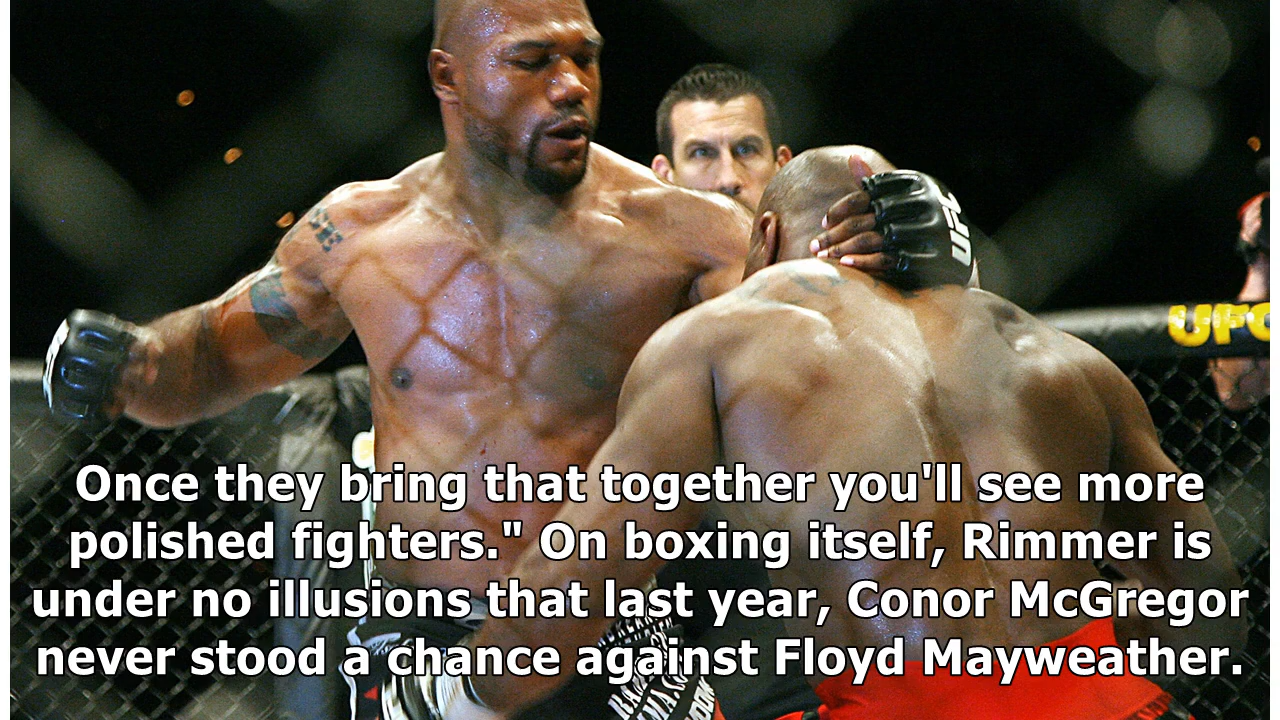 UFC
UFC
Once they bring that together you'll see more
polished fighters." On boxing itself, Rimmer is
under no illusions that last year, Conor McGregor
never stood a chance against Floyd Mayweather.